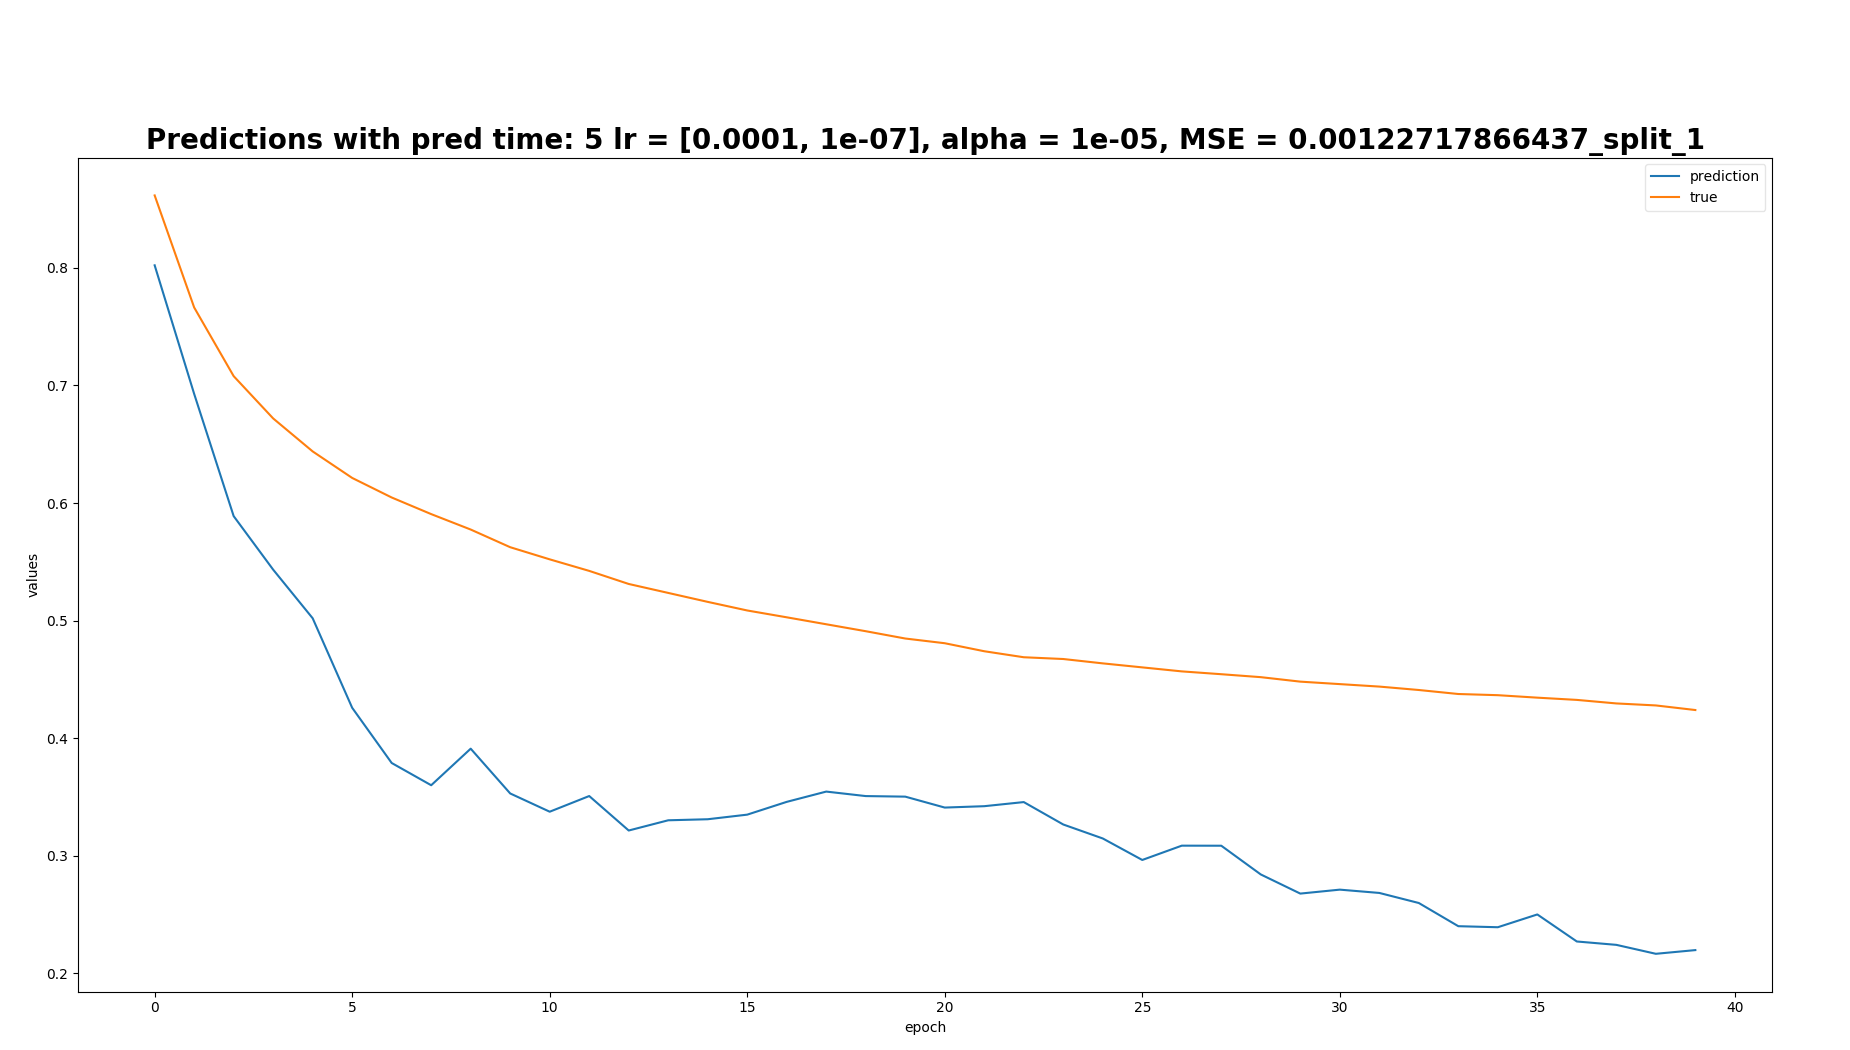 Predictions with pred time: 5 lr = [0.0001, 1e-07], alpha = 1e-05, MSE = 0.00122717866437_split_1
prediction
true
values
0.8
0.7
0.6
0.5
0.4
0.3
0.2
0 5 10 15 20 25 30 35 40
epoch